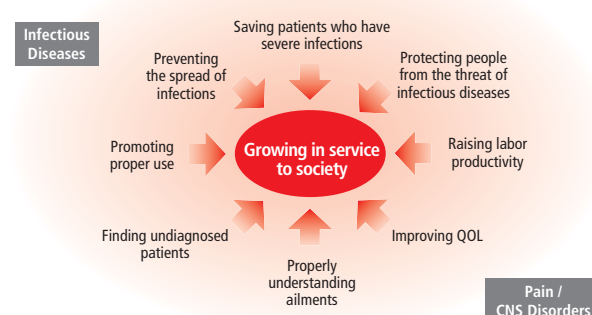 Infectious
Diseases
Saving patients who have
severe infections
Preventing
the spread of
infections
Protecting people
from the threat of
infectious diseases
Promoting
proper use
Growing in service
to society
Raising labor
productivity
Finding undiagnosed
patients
Improving QOL
Properly
understanding
ailments
Pain /
CNS Disorders